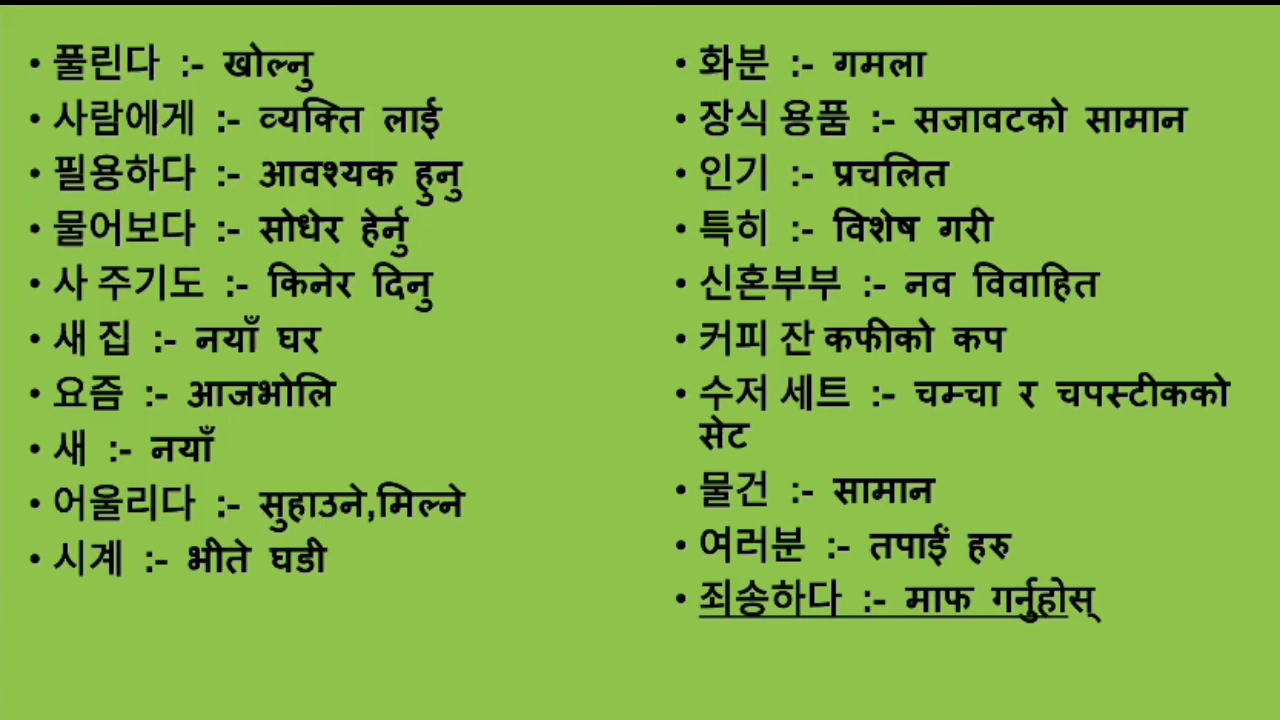 • 풀린다 :- खोल्नु
• 사람에게 :- व्यक्ति लाई
• 필용하다 :- आवश्यक हुनु
• 물어보다 :- सोधेर हेर्नु
• 사 주기도 :- किनेर दिनु
• 새 집 :- नयाँ घर
• 요즘 :- आजभोलि
• 새 :- नयाँ
• 어울리다 :- सुहाउने,मिल्ने
• 시계 :- भीते घडी
• 화분 :- गमला
• 장식 용품 :- सजावटको सामान
• 인기 :- प्रचलित
• 특히 :- विशेष गरी
• 신혼부부 :- नव विवाहित
• 커피 잔 कफीको कप
• 수저 세트 :- चम्चा र चपस्टीकको
सेट
• 물건 :- सामान
• 여러분 :- तपाईं हरु
• 죄송하다 :- माफ गर्नुहोस्